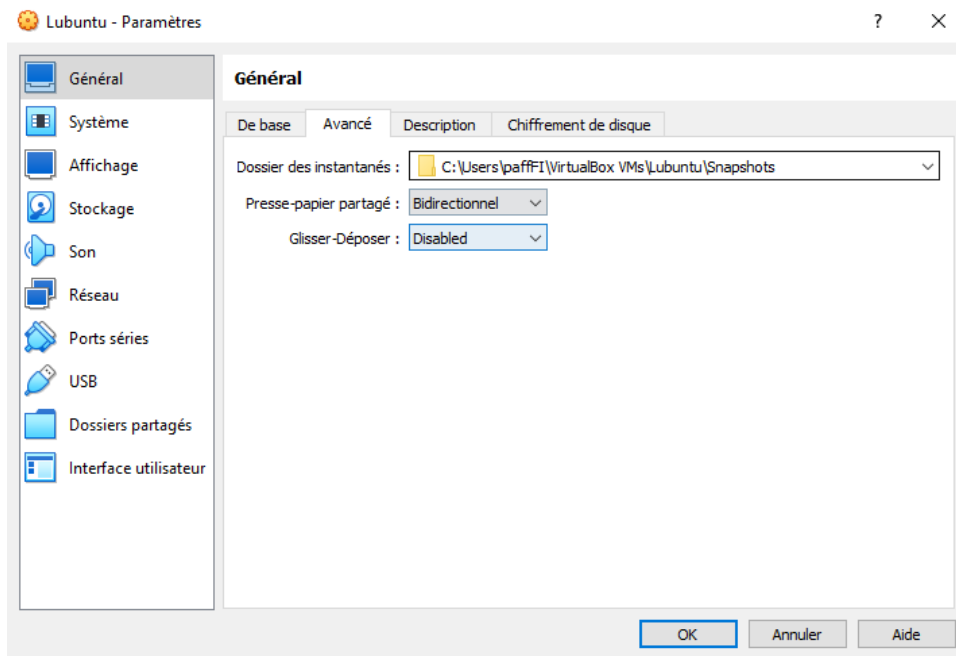 Lubuntu - Paramètres
Général
Système
Affichage
Stockage
Son
Réseau
Ports séries
USB
Dossiers partagés
Interface utilisateur
Général
De base Avancé Description Chiffrement de disque
Dossier des instantanés : C:\Users\paffFI\VirtualBox VMs\Lubuntu\Snapshots
Presse-papier partagé : Bidirectionnel
Glisser-Déposer : Disabled
OK Annuler Aide